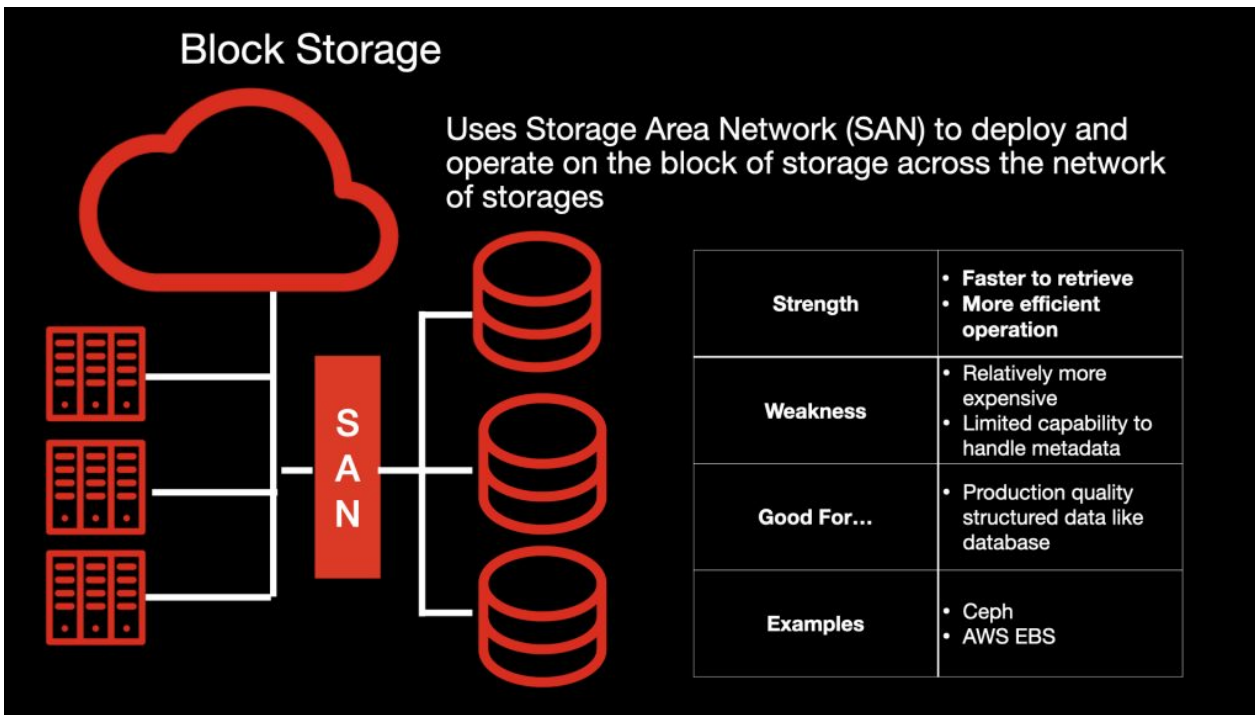 Block Storage
Uses Storage Area Network (SAN) to deploy and
operate on the block of storage across the network
of storages
S
A
N
Strength
• Faster to retrieve
• More efficient
operation
Weakness
• Relatively more
expensive
• Limited capability to
handle metadata
Good For...
• Production quality
structured data like
database
Examples
• Ceph
• AWS EBS